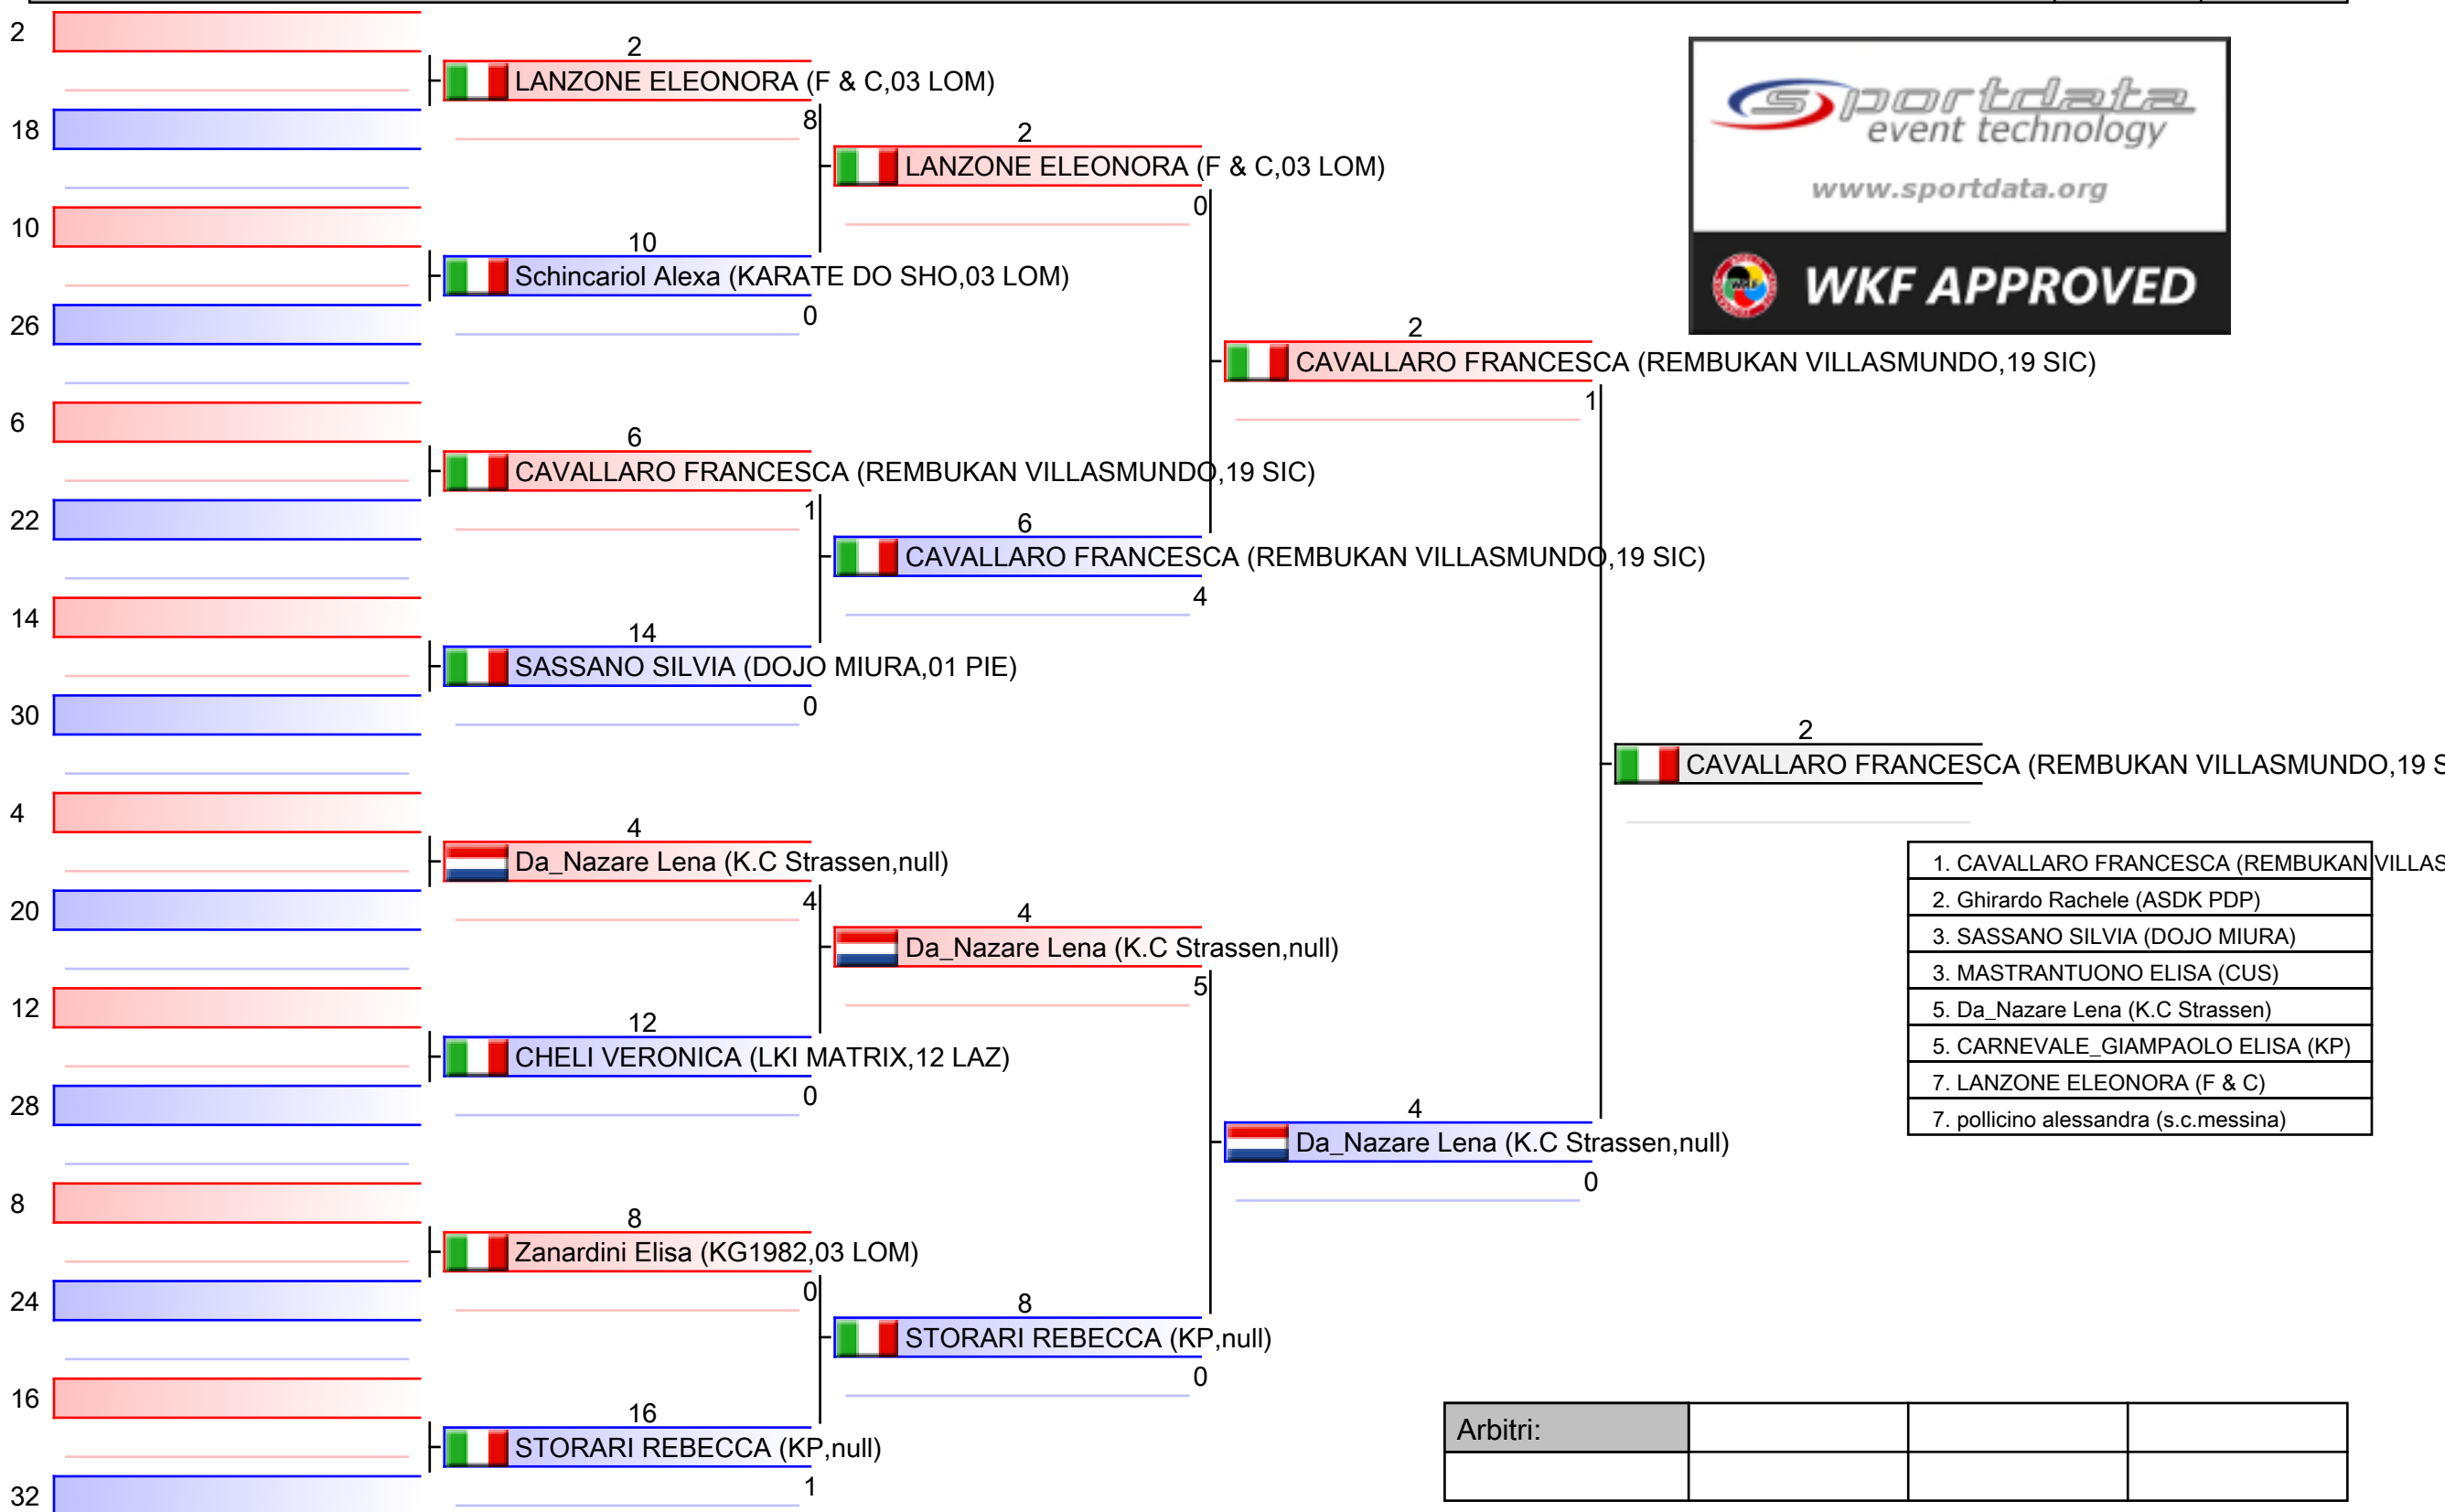 2
2
LANZONE ELEONORA (F & C,03 LOM)
8
18
2
LANZONE ELEONORA (F & C,03 LOM)
0
10
10
Schincariol Alexa (KARATE DO SHO,03 LOM)
0
26
2
CAVALLARO FRANCESCA (REMBUKAN VILLASMUNDO,19 SIC)
1
6
6
CAVALLARO FRANCESCA (REMBUKAN VILLASMUNDO,19 SIC)
1
22
6
CAVALLARO FRANCESCA (REMBUKAN VILLASMUNDO,19 SIC)
4
14
14
SASSANO SILVIA (DOJO MIURA,01 PIE)
0
30
2
CAVALLARO FRANCESCA (REMBUKAN VILLASMUNDO,19 S
4
4
Da_Nazare Lena (K.C Strassen,null)
4
20
4
Da_Nazare Lena (K.C Strassen,null)
5
12
12
CHELI VERONICA (LKI MATRIX,12 LAZ)
0
28
4
Da_Nazare Lena (K.C Strassen,null)
0
8
8
Zanardini Elisa (KG1982,03 LOM)
0
24
8
STORARI REBECCA (KP,null)
0
16
16
STORARI REBECCA (KP,null)
1
32
sportdata
event technology
www.sportdata.org
WKF
WKF APPROVED
1. CAVALLARO FRANCESCA (REMBUKAN VILLAS
2. Ghirardo Rachele (ASDK PDP)
3. SASSANO SILVIA (DOJO MIURA)
3. MASTRANTUONO ELISA (CUS)
5. Da_Nazare Lena (K.C Strassen)
5. CARNEVALE_GIAMPAOLO ELISA (KP)
7. LANZONE ELEONORA (F & C)
7. pollicino alessandra (s.c.messina)
Arbitri: